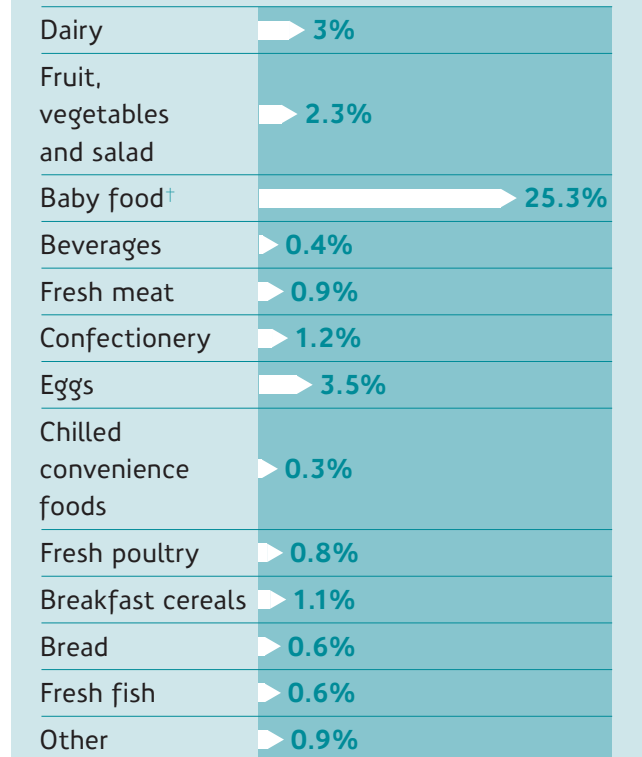 Dairy 3%
Fruit,
vegetables 2.3%
and salad
Baby food† 25.3%
Beverages 0.4%
Fresh meat 0.9%
Confectionery 1.2%
Eggs 3.5%
Chilled
convenience 0.3%
foods
Fresh poultry 0.8%
Breakfast cereals 1.1%
Bread 0.6%
Fresh fish 0.6%
Other 0.9%